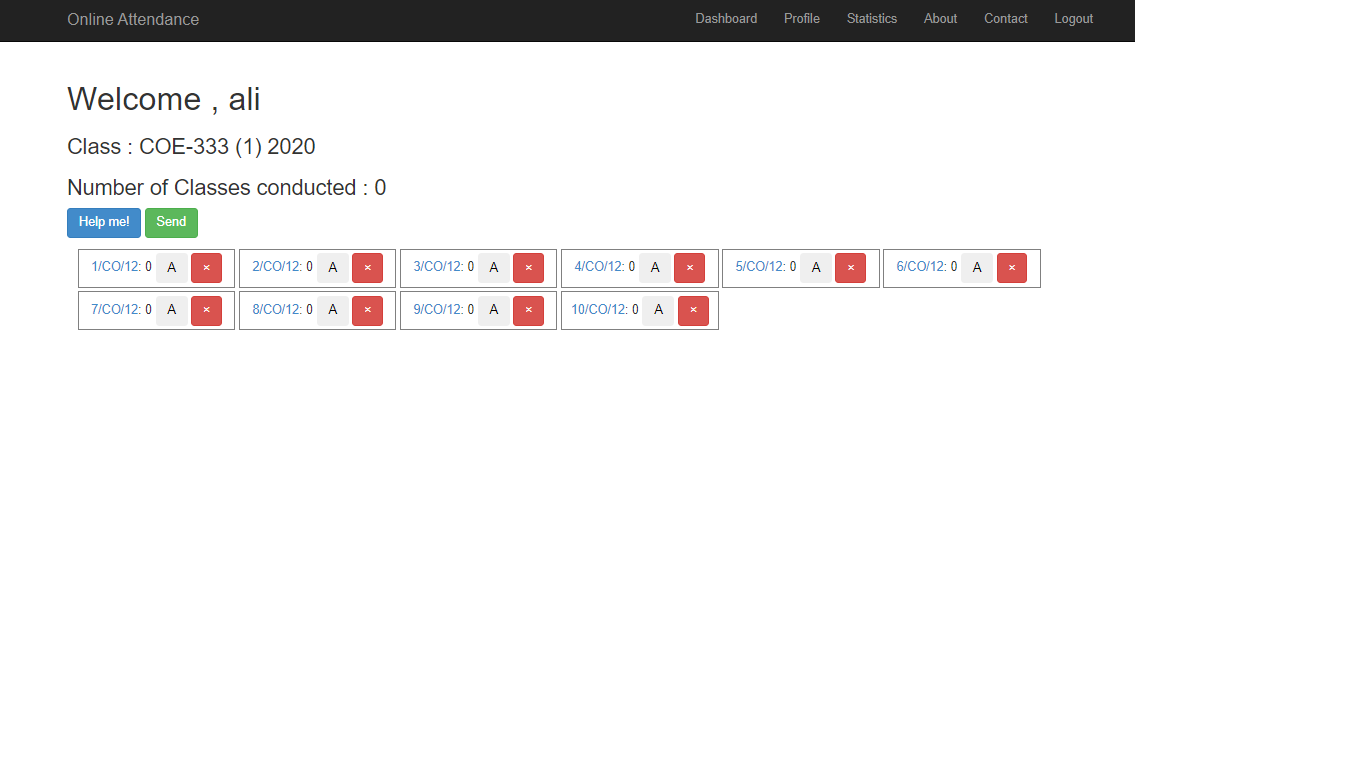 Online Attendance Dashboard Profile Statistics About Contact Logout
Welcome , ali
Class : COE-333 (1) 2020
Number of Classes conducted : 0
Help me! Send
1/CO/12: 0 A × 2/CO/12: 0 A × 3/CO/12: 0 A × 4/CO/12: 0 A × 5/CO/12: 0 A × 6/CO/12: 0 A ×
7/CO/12: 0 A × 8/CO/12: 0 A × 9/CO/12: 0 A × 10/CO/12: 0 A ×